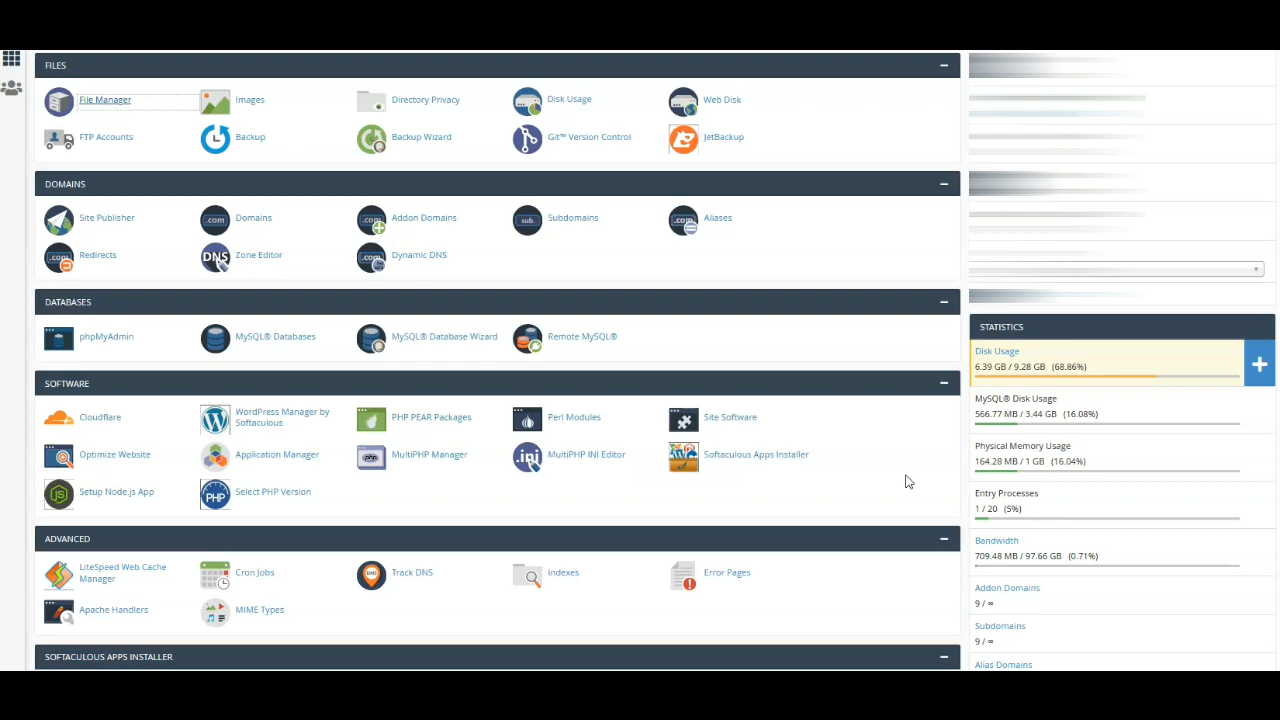 FILES
File Manager
Images
Directory Privacy
Disk Usage
Web Disk
FTP Accounts
Backup
Backup Wizard
Git™ Version Control
JetBackup
DOMAINS
Site Publisher
Domains
Addon Domains
Subdomains
Aliases
Redirects
Zone Editor
Dynamic DNS
DATABASES
phpMyAdmin
MySQL® Databases
MySQL® Database Wizard
Remote MySQL®
SOFTWARE
Cloudflare
WordPress Manager by
Softaculous
PHP PEAR Packages
Perl Modules
Site Software
Optimize Website
Application Manager
MultiPHP Manager
MultiPHP INI Editor
Softaculous Apps Installer
Setup Node.js App
Select PHP Version
ADVANCED
LiteSpeed Web Cache
Manager
Cron Jobs
Track DNS
Indexes
Error Pages
Apache Handlers
MIME Types
SOFTACULOUS APPS INSTALLER
STATISTICS
Disk Usage
6.39 GB / 9.28 GB (68.86%)
MySQL® Disk Usage
566.77 MB / 3.44 GB (16.08%)
Physical Memory Usage
164.28 MB / 1 GB (16.04%)
Entry Processes
1 / 20 (5%)
Bandwidth
709.48 MB / 97.66 GB (0.71%)
Addon Domains
9 / ∞
Subdomains
9 / ∞
Alias Domains